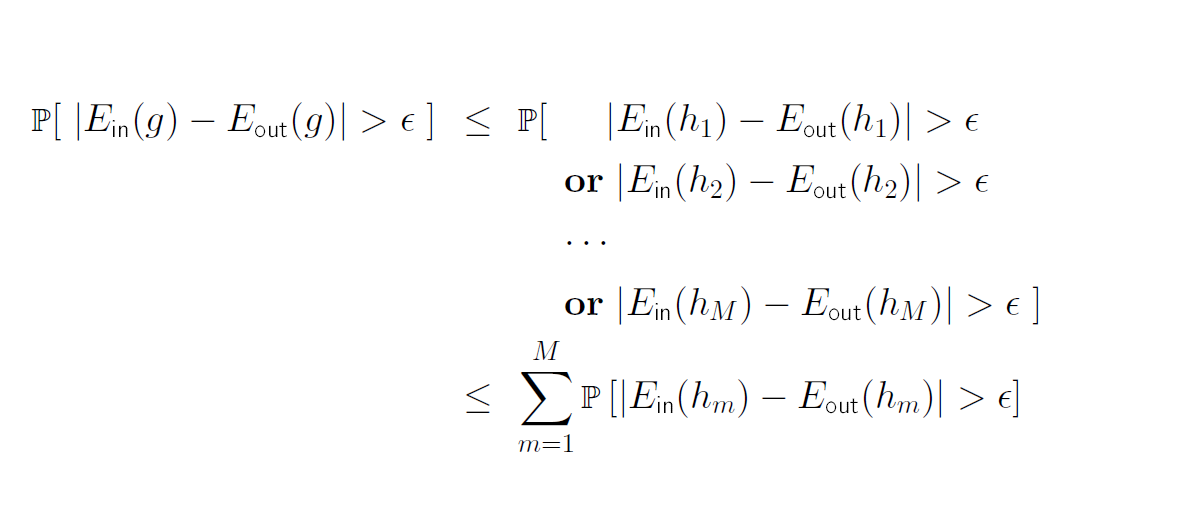 ℙ[ |E_in(g) − E_out(g)| > ϵ ] ≤ ℙ[ |E_in(h_1) − E_out(h_1)| > ϵ
or |E_in(h_2) − E_out(h_2)| > ϵ
···
or |E_in(h_M) − E_out(h_M)| > ϵ ]
≤ ∑_{m=1}^{M} ℙ [|E_in(h_m) − E_out(h_m)| > ϵ]